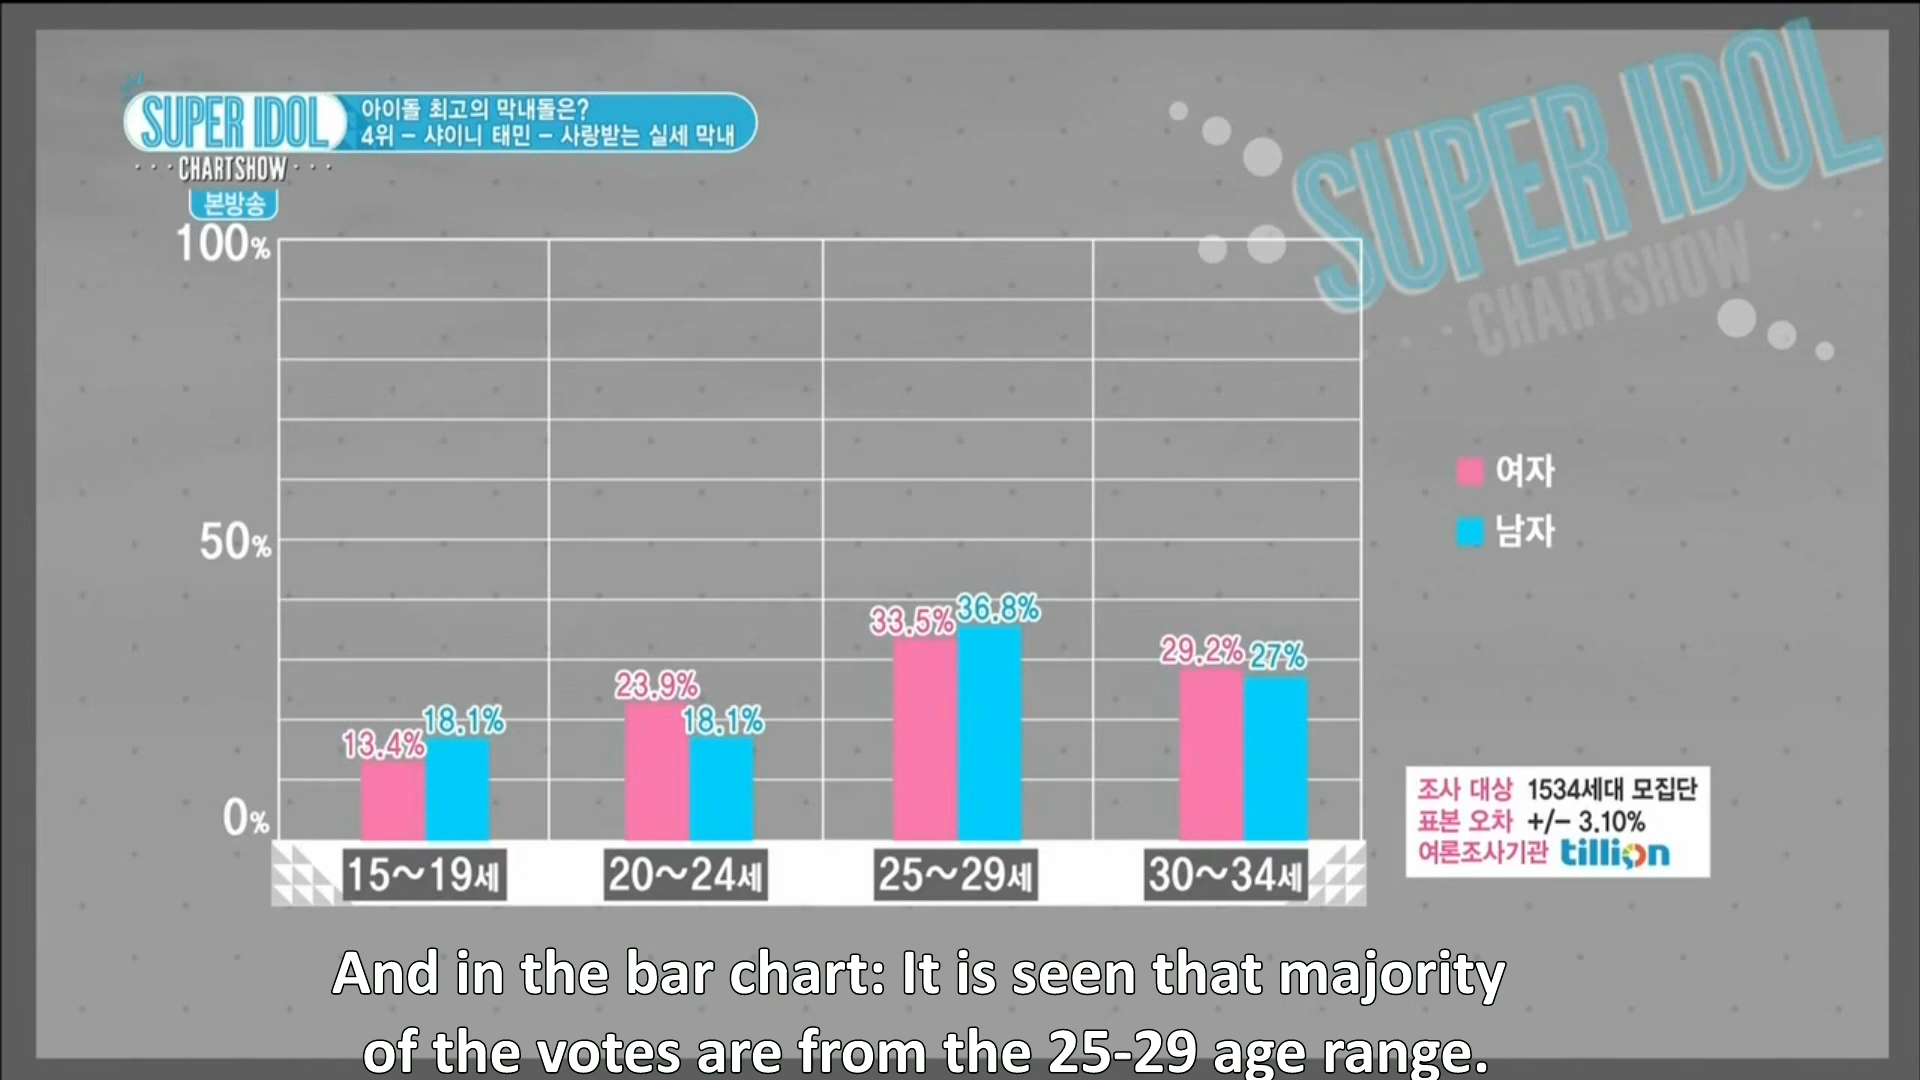 SUPER IDOL
CHARTSHOW
본방송
아이돌 최고의 막내돌은?
4위 - 샤이니 태민 - 사랑받는 실세 막내
SUPER IDOL
CHARTSHOW
100%
50%
0%
13.4% 18.1%
23.9% 18.1%
33.5% 36.8%
29.2% 27%
15~19세 20~24세 25~29세 30~34세
여자
남자
조사 대상 1534세대 모집단
표본 오차 +/- 3.10%
여론조사기관 tillion
And in the bar chart: It is seen that majority
of the votes are from the 25-29 age range.